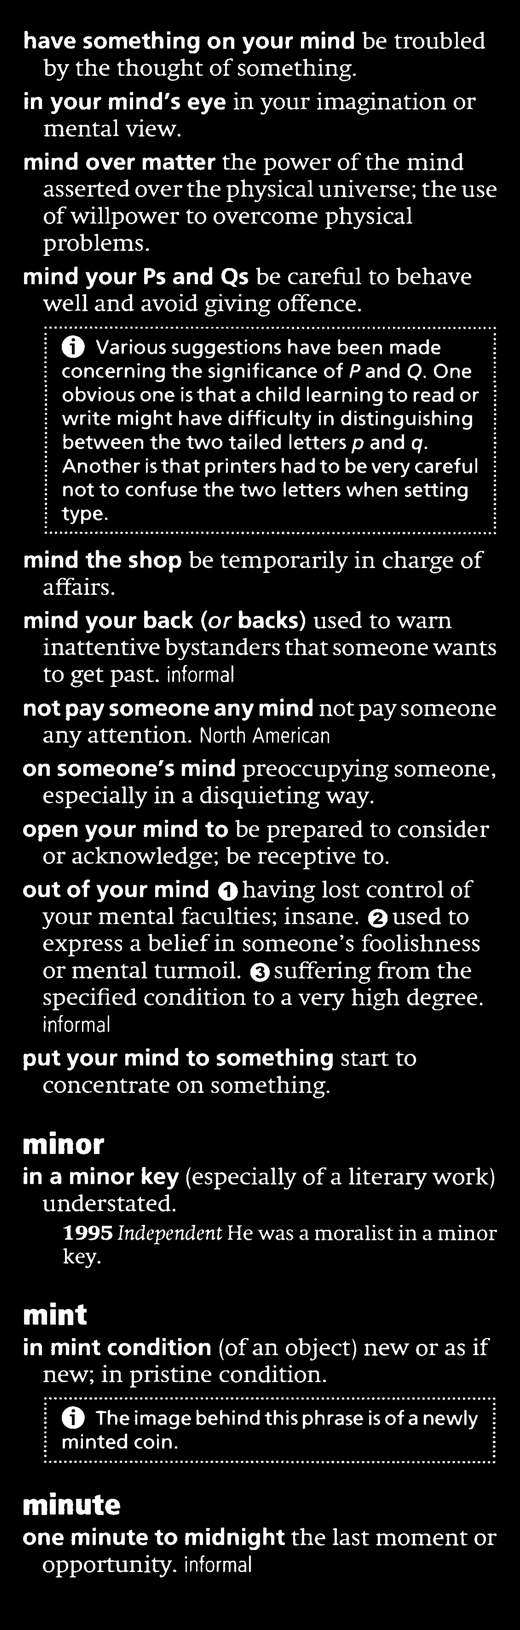 have something on your mind be troubled
by the thought of something.
in your mind's eye in your imagination or
mental view.
mind over matter the power of the mind
asserted over the physical universe; the use
of willpower to overcome physical
problems.
mind your Ps and Qs be careful to behave
well and avoid giving offence.
ⓘ Various suggestions have been made
concerning the significance of P and Q. One
obvious one is that a child learning to read or
write might have difficulty in distinguishing
between the two tailed letters p and q.
Another is that printers had to be very careful
not to confuse the two letters when setting
type.
mind the shop be temporarily in charge of
affairs.
mind your back (or backs) used to warn
inattentive bystanders that someone wants
to get past. informal
not pay someone any mind not pay someone
any attention. North American
on someone's mind preoccupying someone,
especially in a disquieting way.
open your mind to be prepared to consider
or acknowledge; be receptive to.
out of your mind ❶ having lost control of
your mental faculties; insane. ❷ used to
express a belief in someone's foolishness
or mental turmoil. ❸ suffering from the
specified condition to a very high degree.
informal
put your mind to something start to
concentrate on something.
minor
in a minor key (especially of a literary work)
understated.
1995 Independent He was a moralist in a minor
key.
mint
in mint condition (of an object) new or as if
new; in pristine condition.
ⓘ The image behind this phrase is of a newly
minted coin.
minute
one minute to midnight the last moment or
opportunity. informal